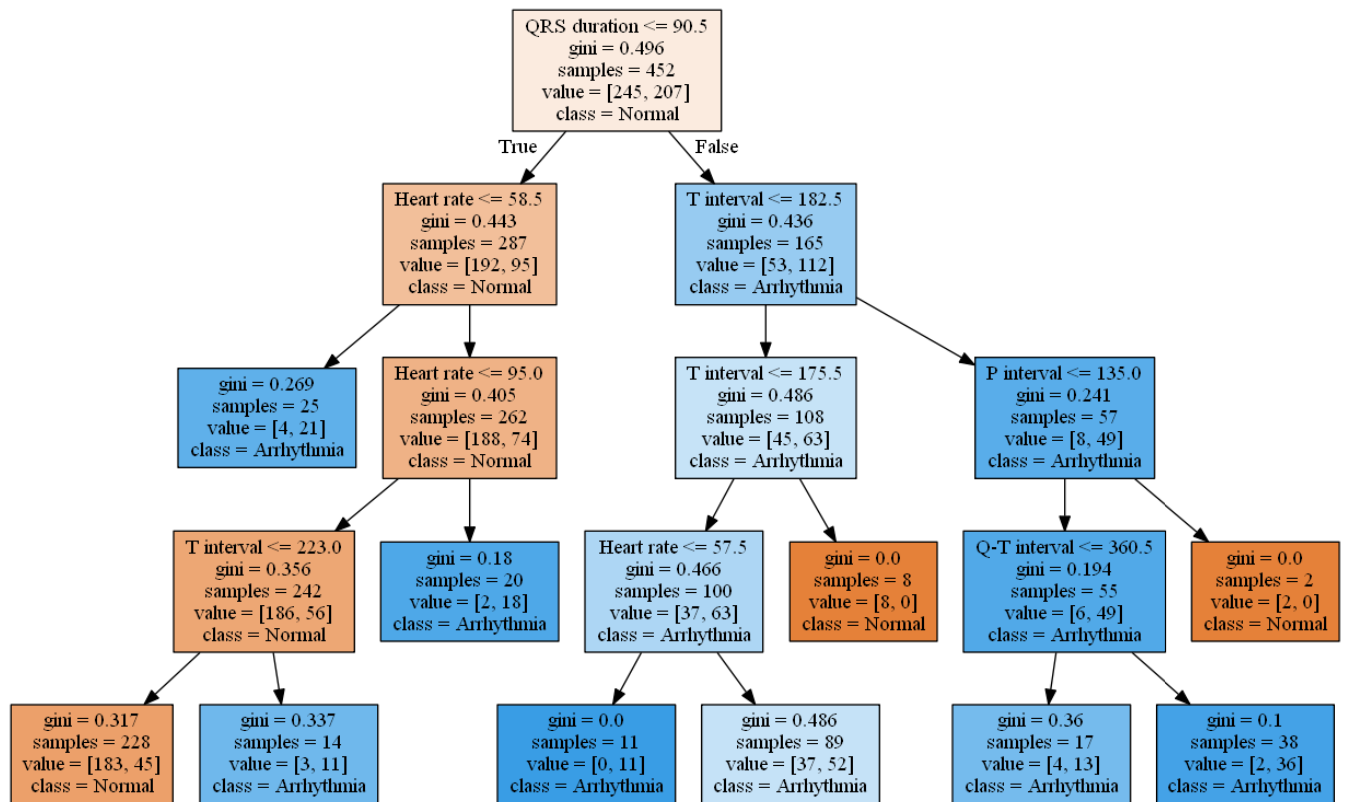 QRS duration <= 90.5
gini = 0.496
samples = 452
value = [245, 207]
class = Normal
True
False
Heart rate <= 58.5
gini = 0.443
samples = 287
value = [192, 95]
class = Normal
T interval <= 182.5
gini = 0.436
samples = 165
value = [53, 112]
class = Arrhythmia
gini = 0.269
samples = 25
value = [4, 21]
class = Arrhythmia
Heart rate <= 95.0
gini = 0.405
samples = 262
value = [188, 74]
class = Normal
T interval <= 175.5
gini = 0.486
samples = 108
value = [45, 63]
class = Arrhythmia
P interval <= 135.0
gini = 0.241
samples = 57
value = [8, 49]
class = Arrhythmia
T interval <= 223.0
gini = 0.356
samples = 242
value = [186, 56]
class = Normal
gini = 0.18
samples = 20
value = [2, 18]
class = Arrhythmia
Heart rate <= 57.5
gini = 0.466
samples = 100
value = [37, 63]
class = Arrhythmia
gini = 0.0
samples = 8
value = [8, 0]
class = Normal
Q-T interval <= 360.5
gini = 0.194
samples = 55
value = [6, 49]
class = Arrhythmia
gini = 0.0
samples = 2
value = [2, 0]
class = Normal
gini = 0.317
samples = 228
value = [183, 45]
class = Normal
gini = 0.337
samples = 14
value = [3, 11]
class = Arrhythmia
gini = 0.0
samples = 11
value = [0, 11]
class = Arrhythmia
gini = 0.486
samples = 89
value = [37, 52]
class = Arrhythmia
gini = 0.36
samples = 17
value = [4, 13]
class = Arrhythmia
gini = 0.1
samples = 38
value = [2, 36]
class = Arrhythmia